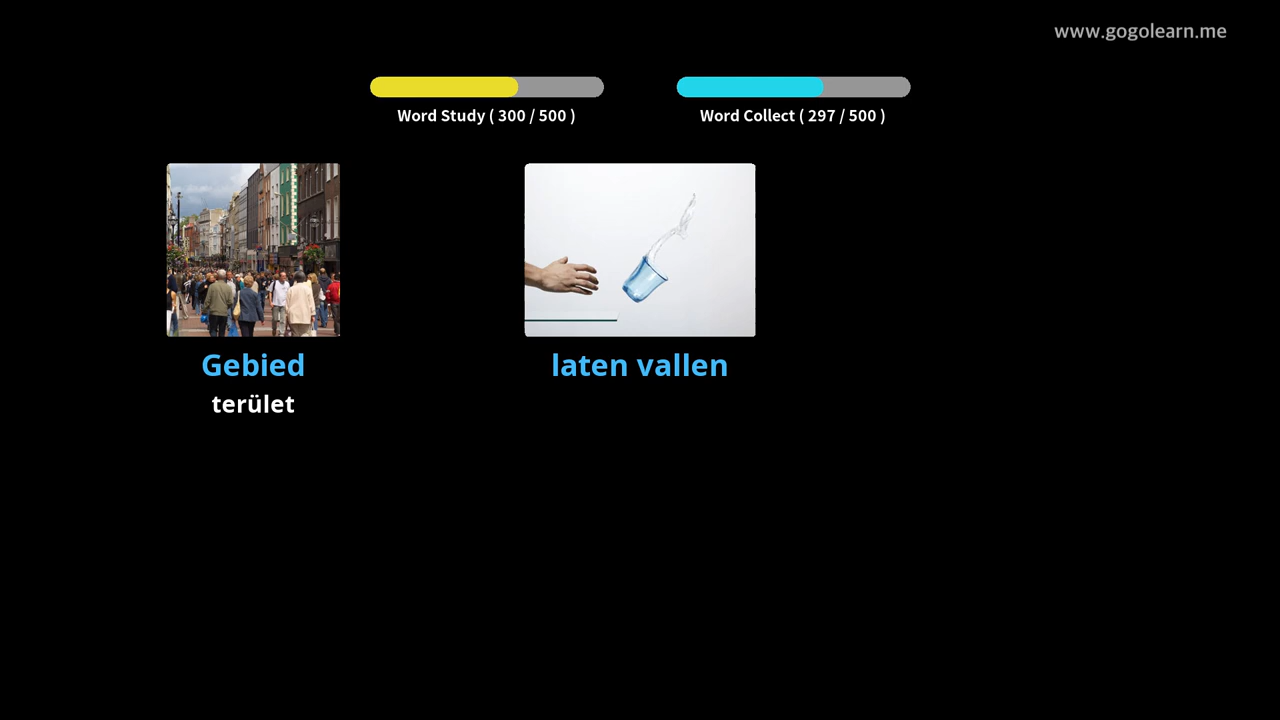 www.gogolearn.me
Word Study ( 300 / 500 )
Word Collect ( 297 / 500 )
Gebied
terület
laten vallen